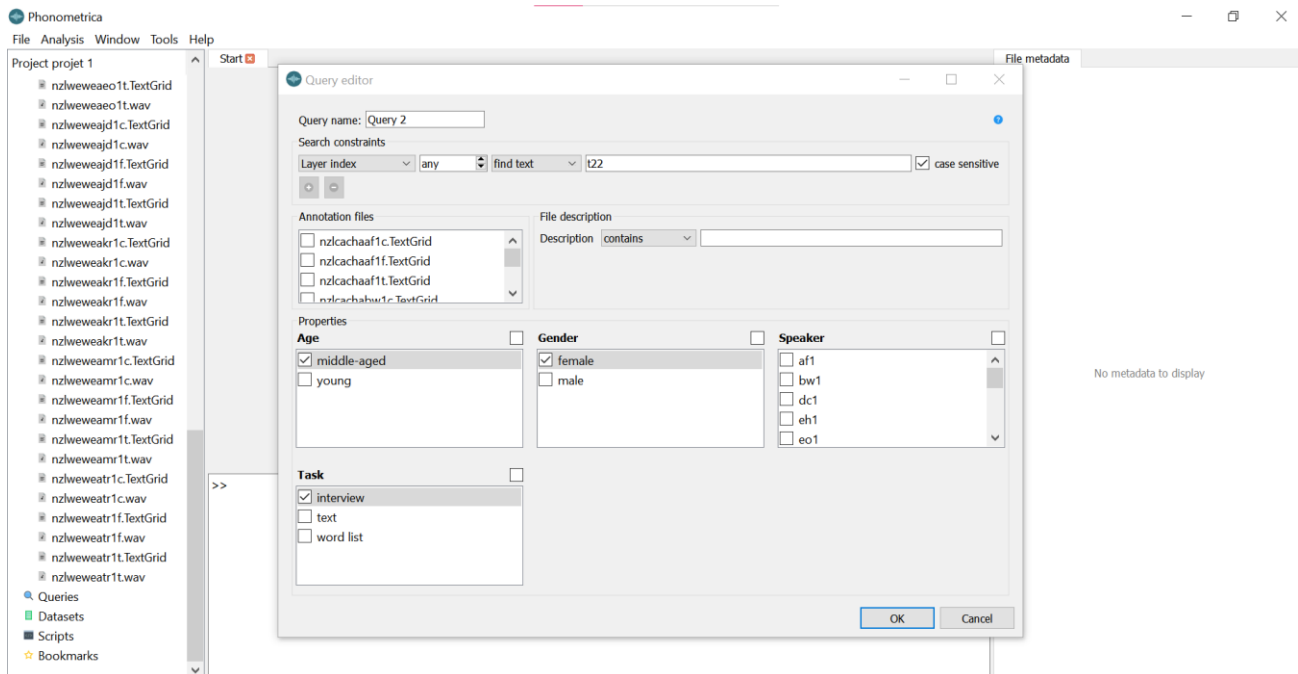 Phonometrica
File Analysis Window Tools Help
Project projet 1
nzlweweaeo1t.TextGrid
nzlweweaeo1t.wav
nzlweweajd1c.TextGrid
nzlweweajd1c.wav
nzlweweajd1f.TextGrid
nzlweweajd1f.wav
nzlweweajd1t.TextGrid
nzlweweajd1t.wav
nzlweweakr1c.TextGrid
nzlweweakr1c.wav
nzlweweakr1f.TextGrid
nzlweweakr1f.wav
nzlweweakr1t.TextGrid
nzlweweakr1t.wav
nzlweweamr1c.TextGrid
nzlweweamr1c.wav
nzlweweamr1f.TextGrid
nzlweweamr1f.wav
nzlweweamr1t.TextGrid
nzlweweamr1t.wav
nzlweweatr1c.TextGrid
nzlweweatr1c.wav
nzlweweatr1f.TextGrid
nzlweweatr1f.wav
nzlweweatr1t.TextGrid
nzlweweatr1t.wav
Queries
Datasets
Scripts
Bookmarks
Start
>>
Query editor
Query name: Query 2
Search constraints
Layer index any find text t22 case sensitive
Annotation files
nzlcachaaf1c.TextGrid
nzlcachaaf1f.TextGrid
nzlcachaaf1t.TextGrid
nzlcachabw1c.TextGrid
File description
Description contains
Properties
Age
middle-aged
young
Gender
female
male
Speaker
af1
bw1
dc1
eh1
eo1
Task
interview
text
word list
OK Cancel
File metadata
No metadata to display